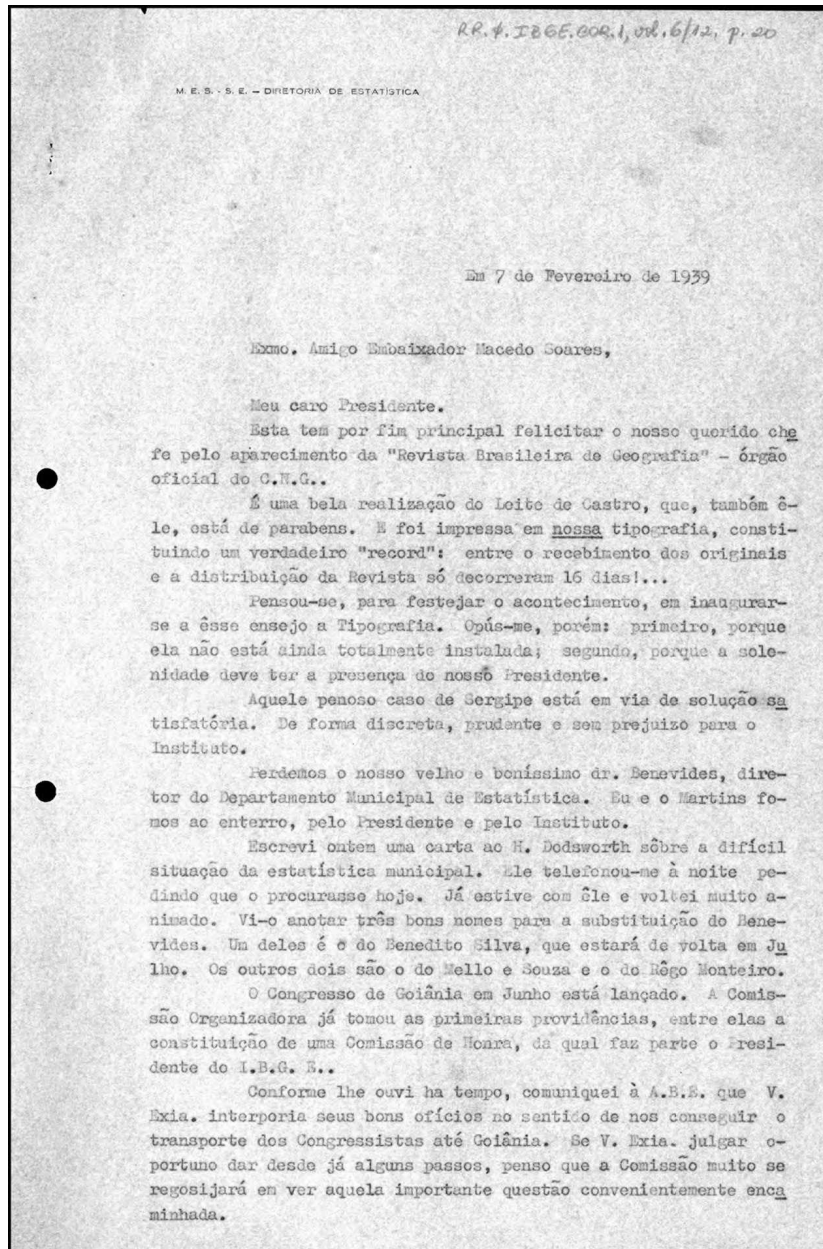 RR.φ.IBGE.COR.1, vol. 6/12, p. 20
M. E. S. - S. E. — DIRETORIA DE ESTATÍSTICA
Em 7 de Fevereiro de 1939
Exmo. Amigo Embaixador Macedo Soares,
Meu caro Presidente.
Esta tem por fim principal felicitar o nosso querido che
fe pelo aparecimento da "Revista Brasileira de Geografia" - órgão
oficial do C.N.G..
É uma bela realização do Leite de Castro, que, também ê-
le, está de parabens. E foi impressa em nossa tipografia, consti-
tuindo um verdadeiro "record": entre o recebimento dos originais
e a distribuição da Revista só decorreram 16 dias!...
Pensou-se, para festejar o acontecimento, em inaugurar-
se a êsse ensejo a Tipografia. Opús-me, porém: primeiro, porque
ela não está ainda totalmente instalada; segundo, porque a sole-
nidade deve ter a presença do nosso Presidente.
Aquele penoso caso de Sergipe está em via de solução sa
tisfatória. De forma discreta, prudente e sem prejuizo para o
Instituto.
Perdemos o nosso velho e boníssimo dr. Benevides, dire-
tor do Departamento Municipal de Estatística. Eu e o Martins fo-
mos ao enterro, pelo Presidente e pelo Instituto.
Escrevi ontem uma carta ao H. Dodsworth sôbre a difícil
situação da estatística municipal. Ele telefonou-me à noite pe-
dindo que o procurasse hoje. Já estive com êle e voltei muito a-
nimado. Vi-o anotar três bons nomes para a substituição do Bene-
vides. Um deles é o do Benedito Silva, que estará de volta em Ju
lho. Os outros dois são o do Mello e Souza e o do Rêgo Monteiro.
O Congresso de Goiânia em Junho está lançado. A Comis-
são Organizadora já tomou as primeiras providências, entre elas a
constituição de uma Comissão de Honra, da qual faz parte o Presi-
dente do I.B.G. E..
Conforme lhe ouvi ha tempo, comuniquei à A.B.E. que V.
Exia. interporia seus bons ofícios no sentido de nos conseguir o
transporte dos Congressistas até Goiânia. Se V. Exia. julgar o-
portuno dar desde já alguns passos, penso que a Comissão muito se
regosijará em ver aquela importante questão convenientemente enca
minhada.